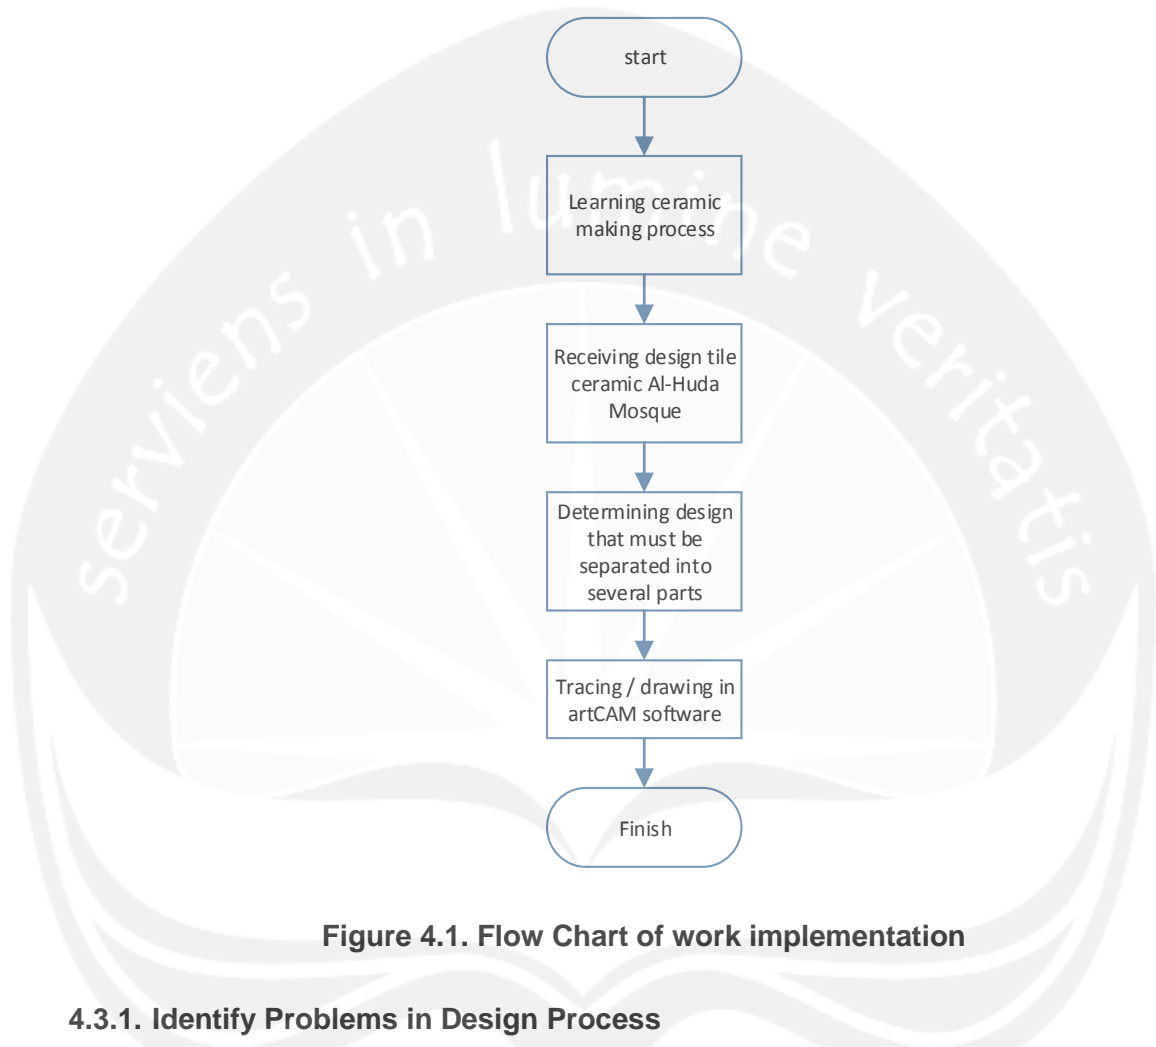 serviens in lumine veritatis
start
Learning ceramic
making process
Receiving design tile
ceramic Al-Huda
Mosque
Determining design
that must be
separated into
several parts
Tracing / drawing in
artCAM software
Finish
Figure 4.1. Flow Chart of work implementation
4.3.1. Identify Problems in Design Process